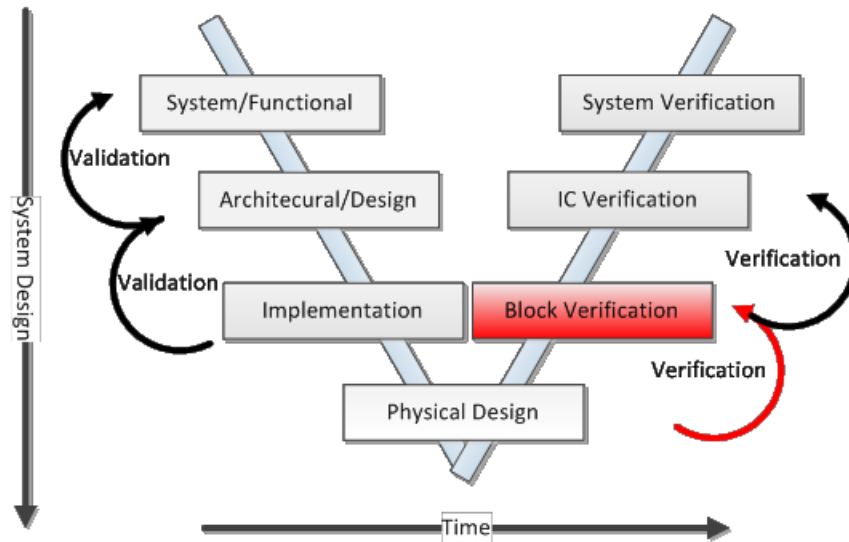 System/Functional
System Verification
Validation
Architecural/Design
IC Verification
System Design
Validation
Verification
Implementation
Block Verification
Verification
Physical Design
Time